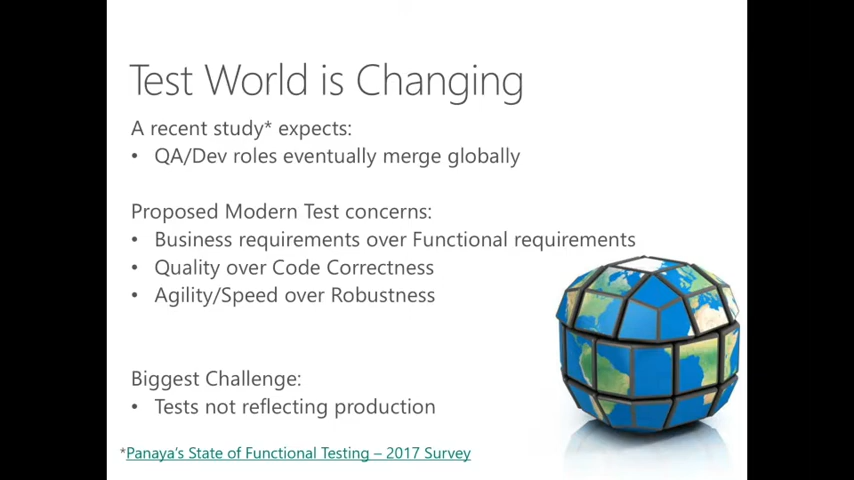 Test World is Changing
A recent study* expects:
• QA/Dev roles eventually merge globally
Proposed Modern Test concerns:
• Business requirements over Functional requirements
• Quality over Code Correctness
• Agility/Speed over Robustness
Biggest Challenge:
• Tests not reflecting production
*Panaya's State of Functional Testing – 2017 Survey